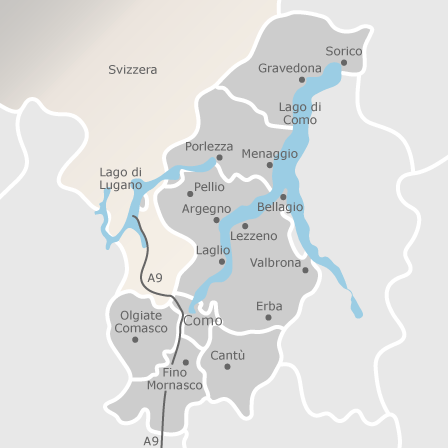 Sorico
Svizzera
Gravedona
Lago di
Como
Porlezza
Menaggio
Lago di
Lugano
Pellio
Argegno
Bellagio
Lezzeno
Laglio
Valbrona
A9
Erba
Olgiate
Comasco
Como
Cantù
Fino
Mornasco
A9